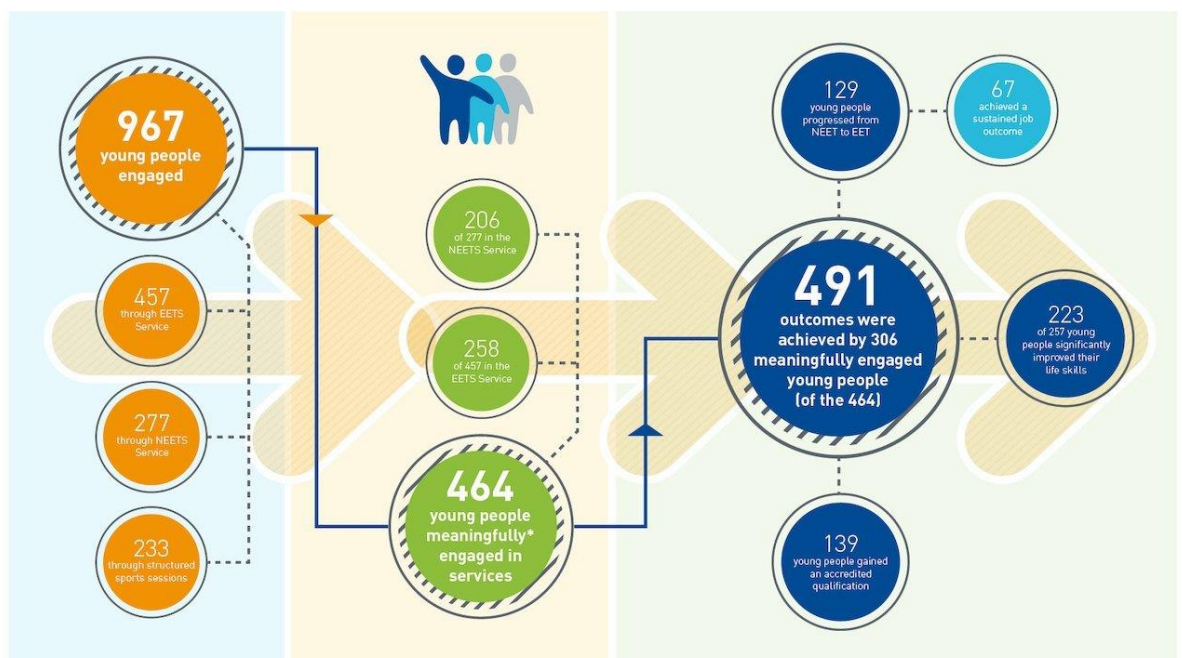 967
young people
engaged
457
through EETS
Service
277
through NEETS
Service
233
through structured
sports sessions
206
of 277 in the
NEETS Service
258
of 457 in the
EETS Service
464
young people
meaningfully*
engaged in
services
129
young people
progressed from
NEET to EET
67
achieved a
sustained job
outcome
491
outcomes were
achieved by 306
meaningfully engaged
young people
(of the 464)
223
of 257 young
people significantly
improved their
life skills
139
young people gained
an accredited
qualification